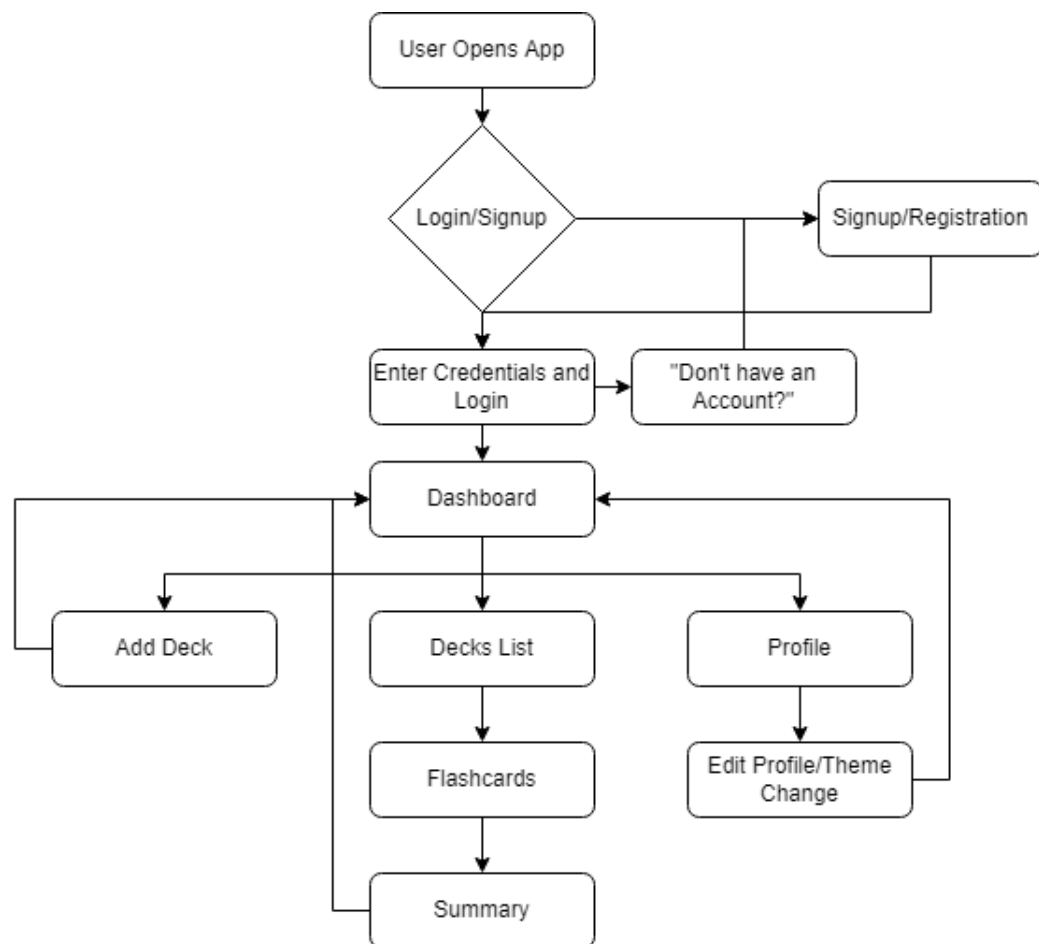 User Opens App
Login/Signup
Signup/Registration
Enter Credentials and
Login
"Don't have an
Account?"
Dashboard
Add Deck
Decks List
Profile
Flashcards
Edit Profile/Theme
Change
Summary